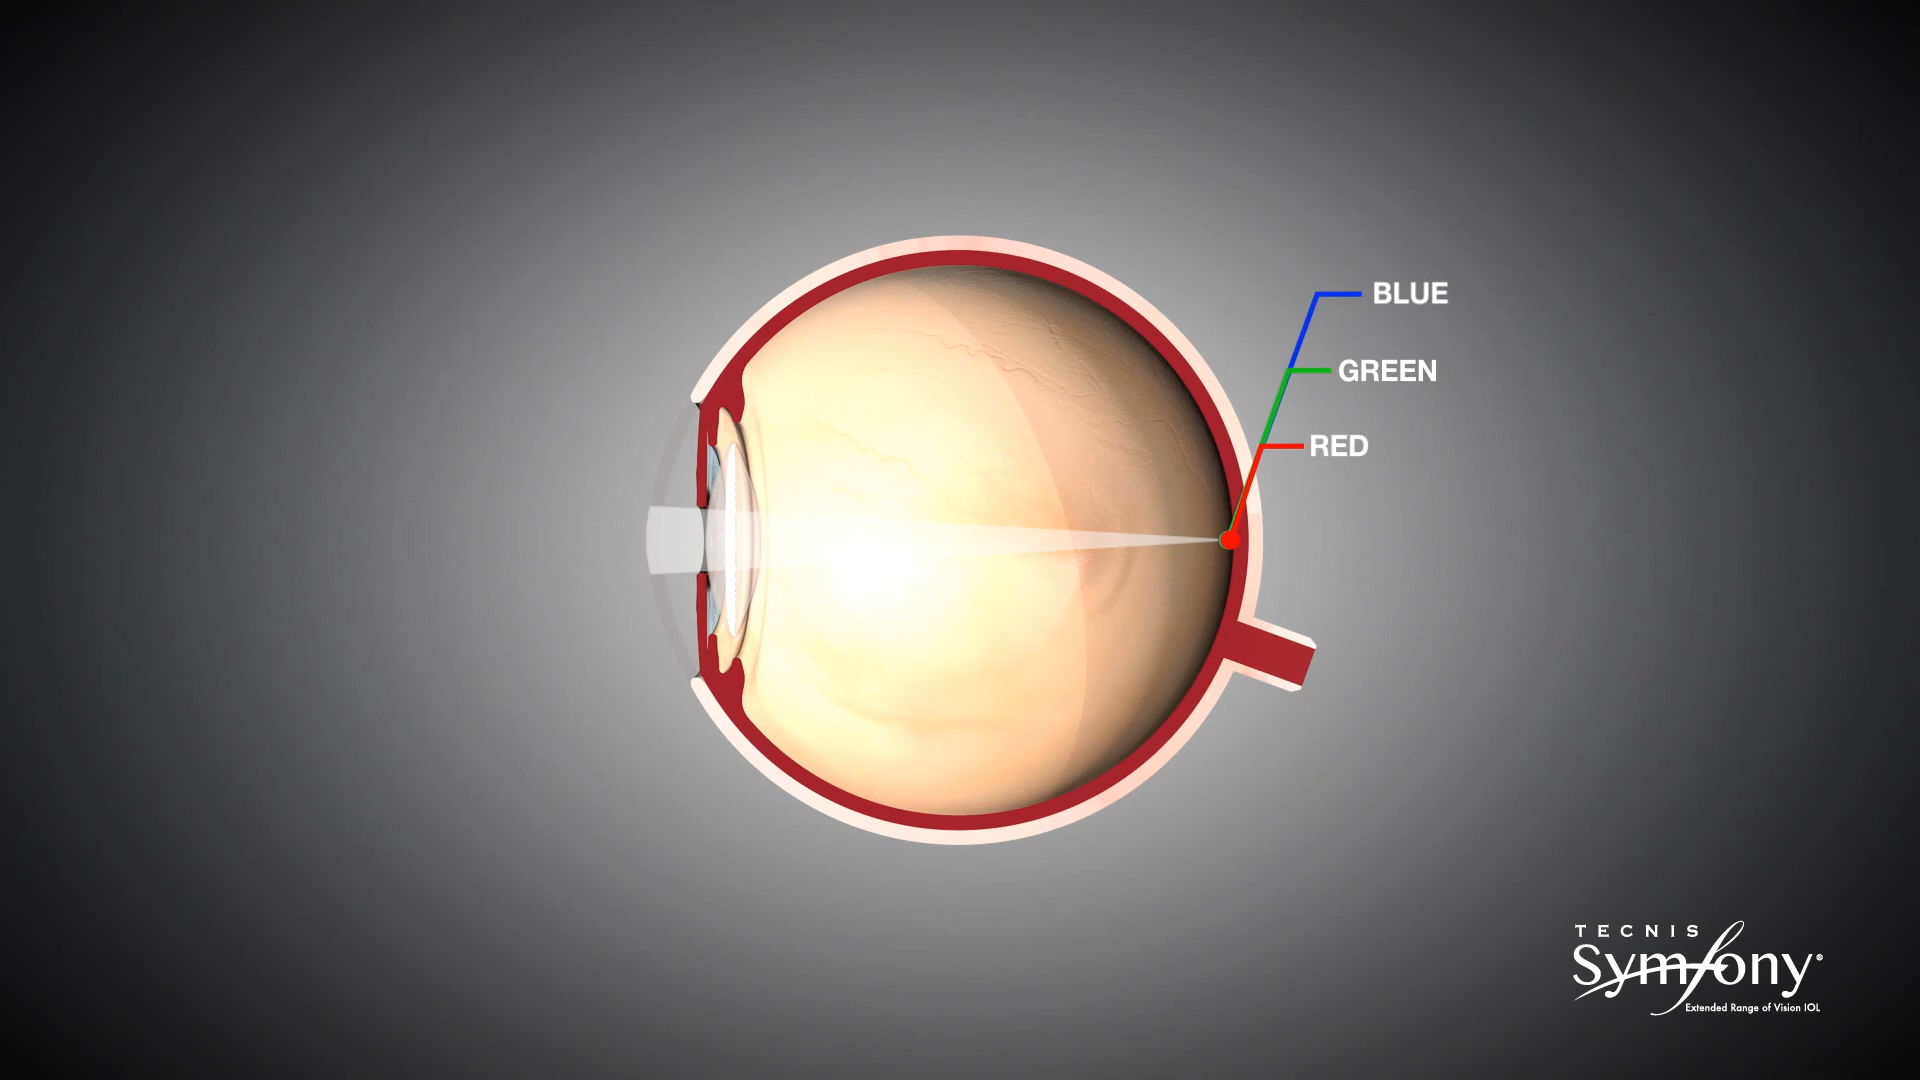 BLUE
GREEN
RED
TECNIS
Symfony®
Extended Range of Vision IOL